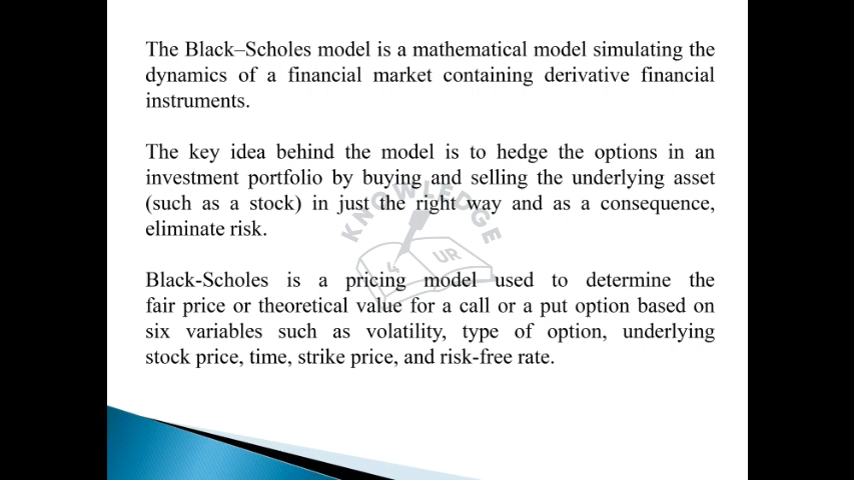 The Black–Scholes model is a mathematical model simulating the
dynamics of a financial market containing derivative financial
instruments.
The key idea behind the model is to hedge the options in an
investment portfolio by buying and selling the underlying asset
(such as a stock) in just the right way and as a consequence,
eliminate risk.
Black-Scholes is a pricing model used to determine the
fair price or theoretical value for a call or a put option based on
six variables such as volatility, type of option, underlying
stock price, time, strike price, and risk-free rate.
KNOWLEDGE
4 UR